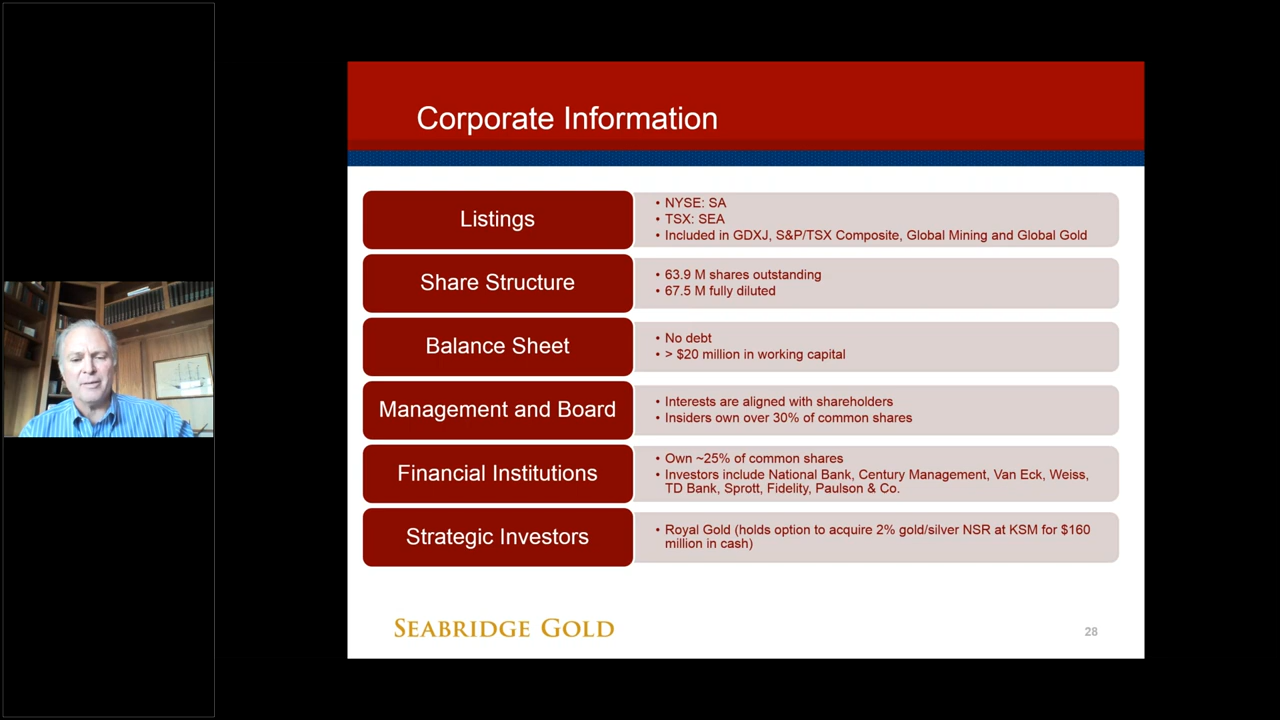 Corporate Information
Listings
• NYSE: SA
• TSX: SEA
• Included in GDXJ, S&P/TSX Composite, Global Mining and Global Gold
Share Structure
• 63.9 M shares outstanding
• 67.5 M fully diluted
Balance Sheet
• No debt
• > $20 million in working capital
Management and Board
• Interests are aligned with shareholders
• Insiders own over 30% of common shares
Financial Institutions
• Own ~25% of common shares
• Investors include National Bank, Century Management, Van Eck, Weiss,
TD Bank, Sprott, Fidelity, Paulson & Co.
Strategic Investors
• Royal Gold (holds option to acquire 2% gold/silver NSR at KSM for $160
million in cash)
SEABRIDGE GOLD
28